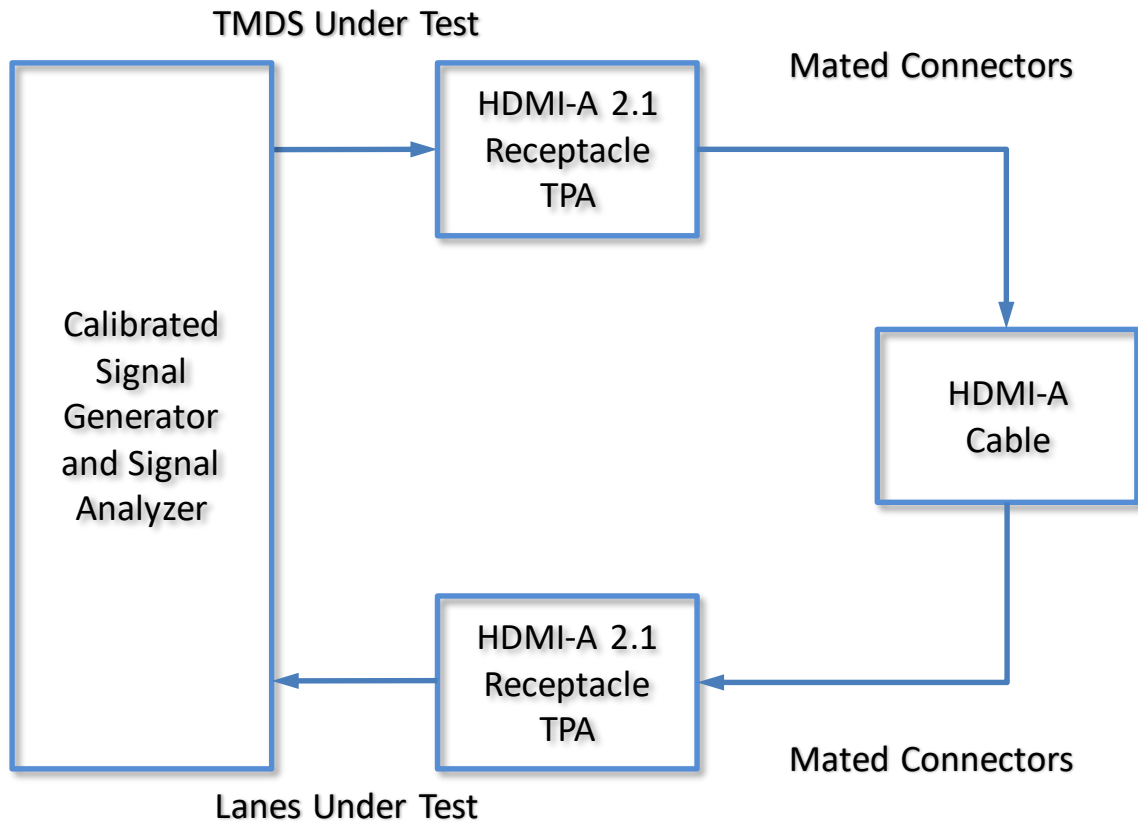 TMDS Under Test
Mated Connectors
HDMI-A 2.1
Receptacle
TPA
Calibrated
Signal
Generator
and Signal
Analyzer
HDMI-A
Cable
HDMI-A 2.1
Receptacle
TPA
Mated Connectors
Lanes Under Test